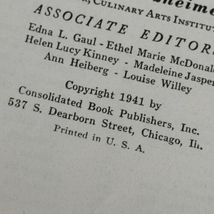 CULINARY ARTS INSTITUT
ASSOCIATE EDITORS
Edna L. Gaul - Ethel Marie McDonal
Helen Lucy Kinney - Madeleine Jasper
Ann Heiberg - Louise Willey
Copyright 1941 by
Consolidated Book Publishers, Inc.
537 S. Dearborn Street, Chicago, Ill.
Printed in U. S. A.